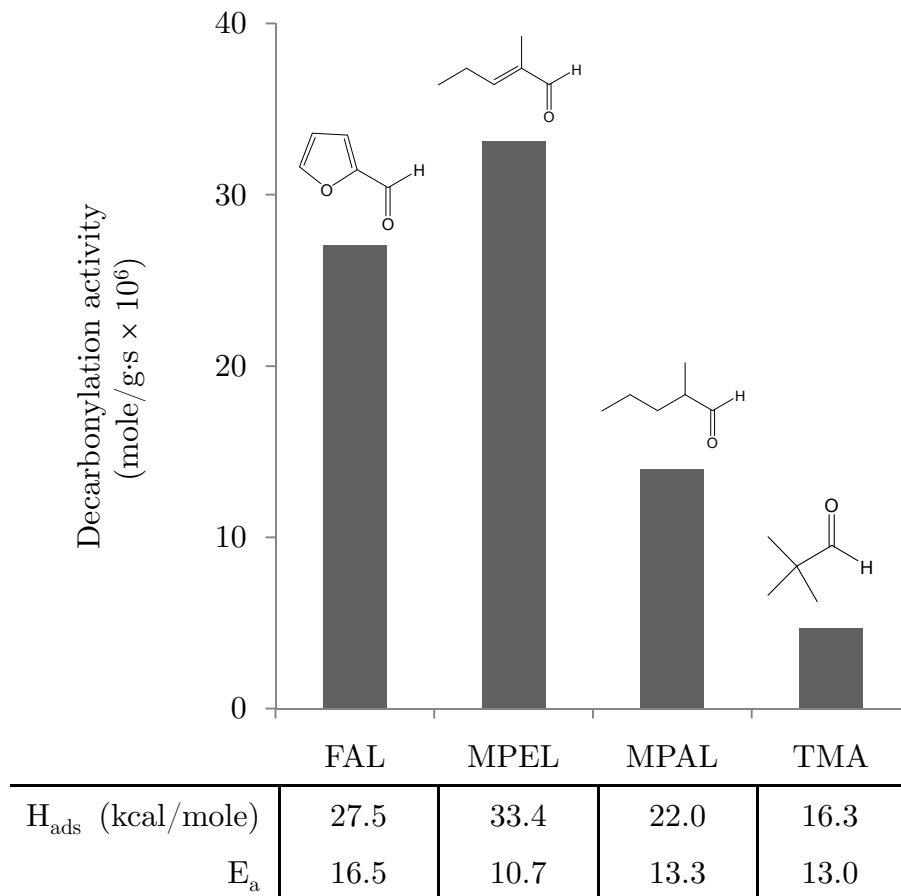 40
30
20
10
0
Decarbonylation activity
(mole/g·s × 10⁶)
O
O
H
O
H
O
H
O
H
FAL MPEL MPAL TMA
H_ads (kcal/mole) 27.5 33.4 22.0 16.3
E_a 16.5 10.7 13.3 13.0